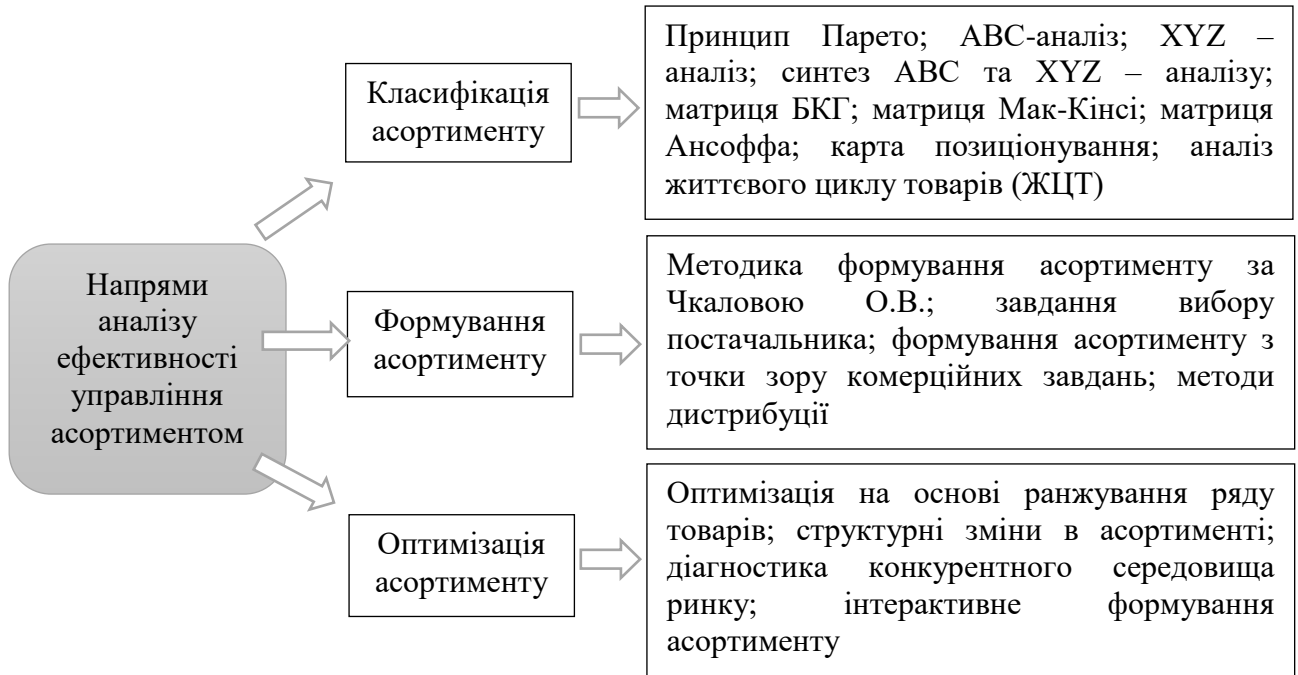 Напрями
аналізу
ефективності
управління
асортиментом
Класифікація
асортименту
Принцип Парето; АВС-аналіз; XYZ –
аналіз; синтез АВС та XYZ – аналізу;
матриця БКГ; матриця Мак-Кінсі; матриця
Ансоффа; карта позиціонування; аналіз
життєвого циклу товарів (ЖЦТ)
Формування
асортименту
Методика формування асортименту за
Чкаловою О.В.; завдання вибору
постачальника; формування асортименту з
точки зору комерційних завдань; методи
дистрибуції
Оптимізація
асортименту
Оптимізація на основі ранжування ряду
товарів; структурні зміни в асортименті;
діагностика конкурентного середовища
ринку; інтерактивне формування
асортименту